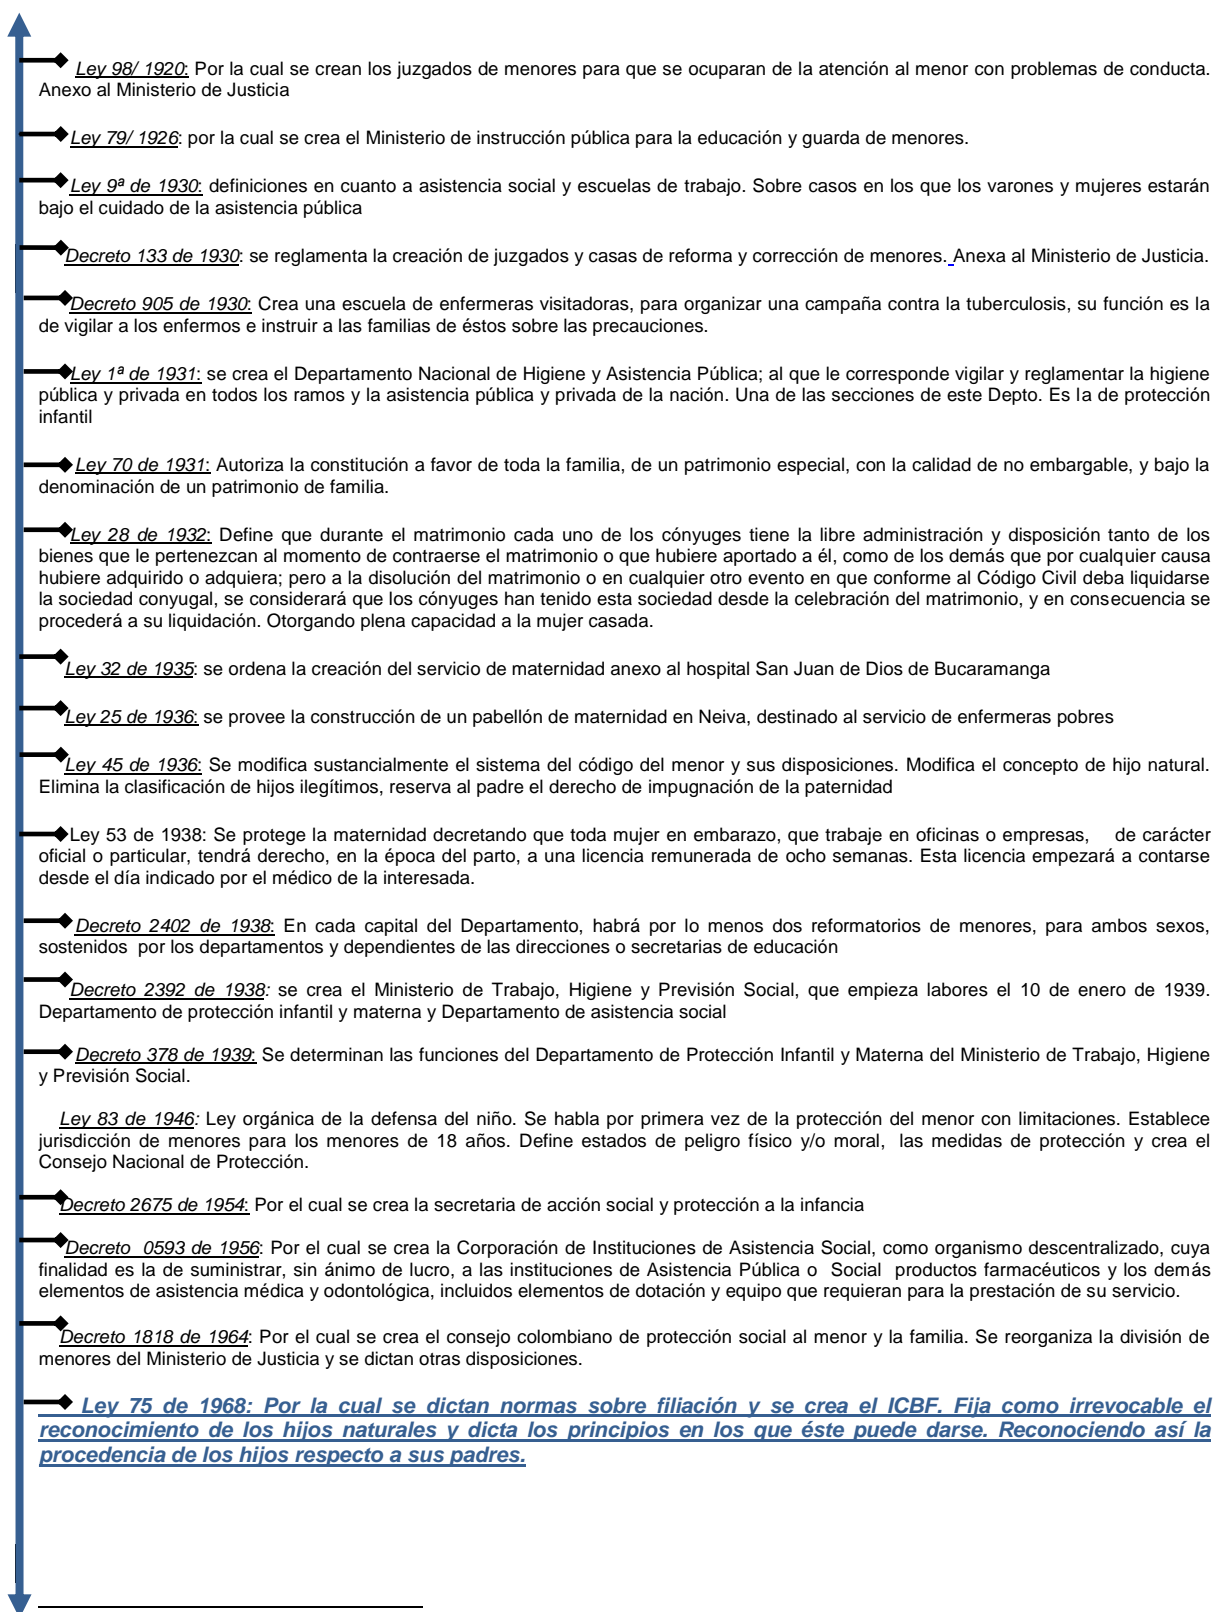 Ley 98/ 1920: Por la cual se crean los juzgados de menores para que se ocuparan de la atención al menor con problemas de conducta.
Anexo al Ministerio de Justicia
Ley 79/ 1926: por la cual se crea el Ministerio de instrucción pública para la educación y guarda de menores.
Ley 9ª de 1930: definiciones en cuanto a asistencia social y escuelas de trabajo. Sobre casos en los que los varones y mujeres estarán
bajo el cuidado de la asistencia pública
Decreto 133 de 1930: se reglamenta la creación de juzgados y casas de reforma y corrección de menores. Anexa al Ministerio de Justicia.
Decreto 905 de 1930: Crea una escuela de enfermeras visitadoras, para organizar una campaña contra la tuberculosis, su función es la
de vigilar a los enfermos e instruir a las familias de éstos sobre las precauciones.
Ley 1ª de 1931: se crea el Departamento Nacional de Higiene y Asistencia Pública; al que le corresponde vigilar y reglamentar la higiene
pública y privada en todos los ramos y la asistencia pública y privada de la nación. Una de las secciones de este Depto. Es la de protección
infantil
Ley 70 de 1931: Autoriza la constitución a favor de toda la familia, de un patrimonio especial, con la calidad de no embargable, y bajo la
denominación de un patrimonio de familia.
Ley 28 de 1932: Define que durante el matrimonio cada uno de los cónyuges tiene la libre administración y disposición tanto de los
bienes que le pertenezcan al momento de contraerse el matrimonio o que hubiere aportado a él, como de los demás que por cualquier causa
hubiere adquirido o adquiera; pero a la disolución del matrimonio o en cualquier otro evento en que conforme al Código Civil deba liquidarse
la sociedad conyugal, se considerará que los cónyuges han tenido esta sociedad desde la celebración del matrimonio, y en consecuencia se
procederá a su liquidación. Otorgando plena capacidad a la mujer casada.
Ley 32 de 1935: se ordena la creación del servicio de maternidad anexo al hospital San Juan de Dios de Bucaramanga
Ley 25 de 1936: se provee la construcción de un pabellón de maternidad en Neiva, destinado al servicio de enfermeras pobres
Ley 45 de 1936: Se modifica sustancialmente el sistema del código del menor y sus disposiciones. Modifica el concepto de hijo natural.
Elimina la clasificación de hijos ilegítimos, reserva al padre el derecho de impugnación de la paternidad
Ley 53 de 1938: Se protege la maternidad decretando que toda mujer en embarazo, que trabaje en oficinas o empresas, de carácter
oficial o particular, tendrá derecho, en la época del parto, a una licencia remunerada de ocho semanas. Esta licencia empezará a contarse
desde el día indicado por el médico de la interesada.
Decreto 2402 de 1938: En cada capital del Departamento, habrá por lo menos dos reformatorios de menores, para ambos sexos,
sostenidos por los departamentos y dependientes de las direcciones o secretarias de educación
Decreto 2392 de 1938: se crea el Ministerio de Trabajo, Higiene y Previsión Social, que empieza labores el 10 de enero de 1939.
Departamento de protección infantil y materna y Departamento de asistencia social
Decreto 378 de 1939: Se determinan las funciones del Departamento de Protección Infantil y Materna del Ministerio de Trabajo, Higiene
y Previsión Social.
Ley 83 de 1946: Ley orgánica de la defensa del niño. Se habla por primera vez de la protección del menor con limitaciones. Establece
jurisdicción de menores para los menores de 18 años. Define estados de peligro físico y/o moral, las medidas de protección y crea el
Consejo Nacional de Protección.
Decreto 2675 de 1954: Por el cual se crea la secretaria de acción social y protección a la infancia
Decreto 0593 de 1956: Por el cual se crea la Corporación de Instituciones de Asistencia Social, como organismo descentralizado, cuya
finalidad es la de suministrar, sin ánimo de lucro, a las instituciones de Asistencia Pública o Social productos farmacéuticos y los demás
elementos de asistencia médica y odontológica, incluidos elementos de dotación y equipo que requieran para la prestación de su servicio.
Decreto 1818 de 1964: Por el cual se crea el consejo colombiano de protección social al menor y la familia. Se reorganiza la división de
menores del Ministerio de Justicia y se dictan otras disposiciones.
Ley 75 de 1968: Por la cual se dictan normas sobre filiación y se crea el ICBF. Fija como irrevocable el
reconocimiento de los hijos naturales y dicta los principios en los que éste puede darse. Reconociendo así la
procedencia de los hijos respecto a sus padres.